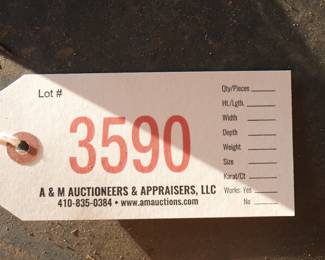 Lot #
3590
A & M AUCTIONEERS & APPRAISERS, LLC
410-835-0384 • www.amauctions.com
Qty/Pieces
Ht./Lgth.
Width
Depth
Weight
Size
Karat/Ct
Works: Yes
No